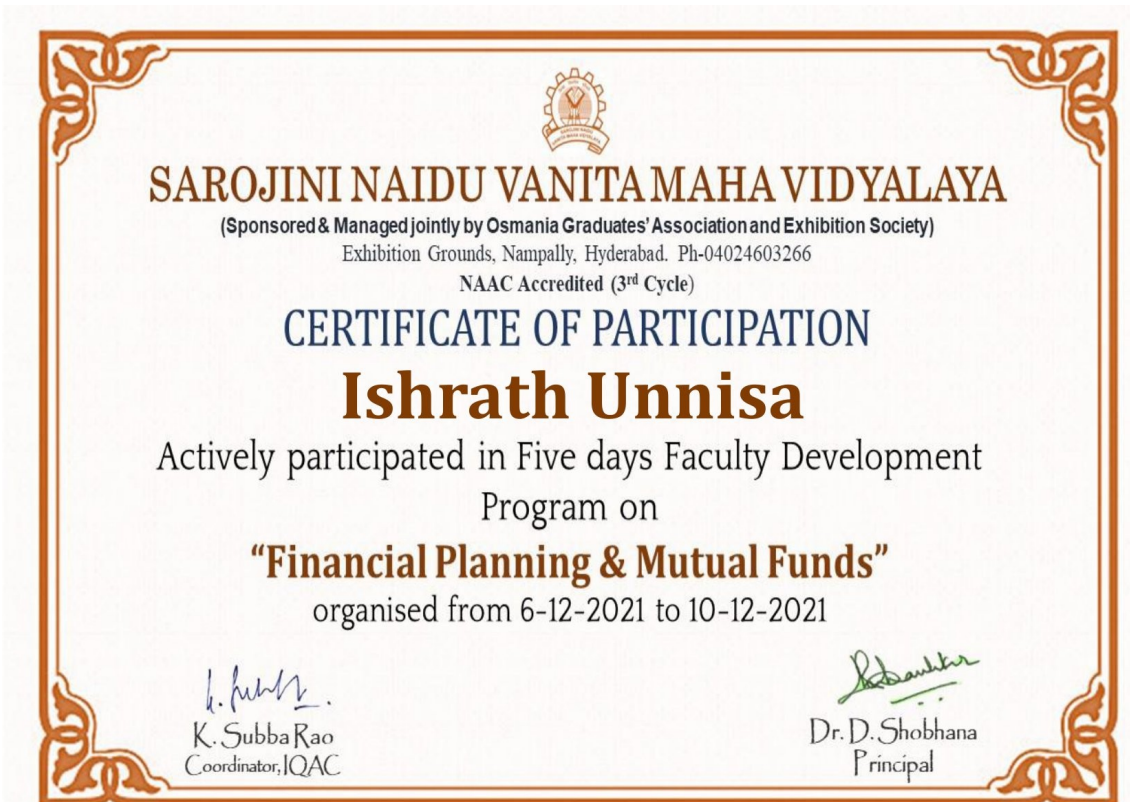 SAROJINI NAIDU VANITA MAHA VIDYALAYA
(Sponsored & Managed jointly by Osmania Graduates' Association and Exhibition Society)
Exhibition Grounds, Nampally, Hyderabad. Ph-04024603266
NAAC Accredited (3rd Cycle)
CERTIFICATE OF PARTICIPATION
Ishrath Unnisa
Actively participated in Five days Faculty Development
Program on
“Financial Planning & Mutual Funds”
organised from 6-12-2021 to 10-12-2021
K. Subba Rao
Coordinator, IQAC
Dr. D. Shobhana
Principal